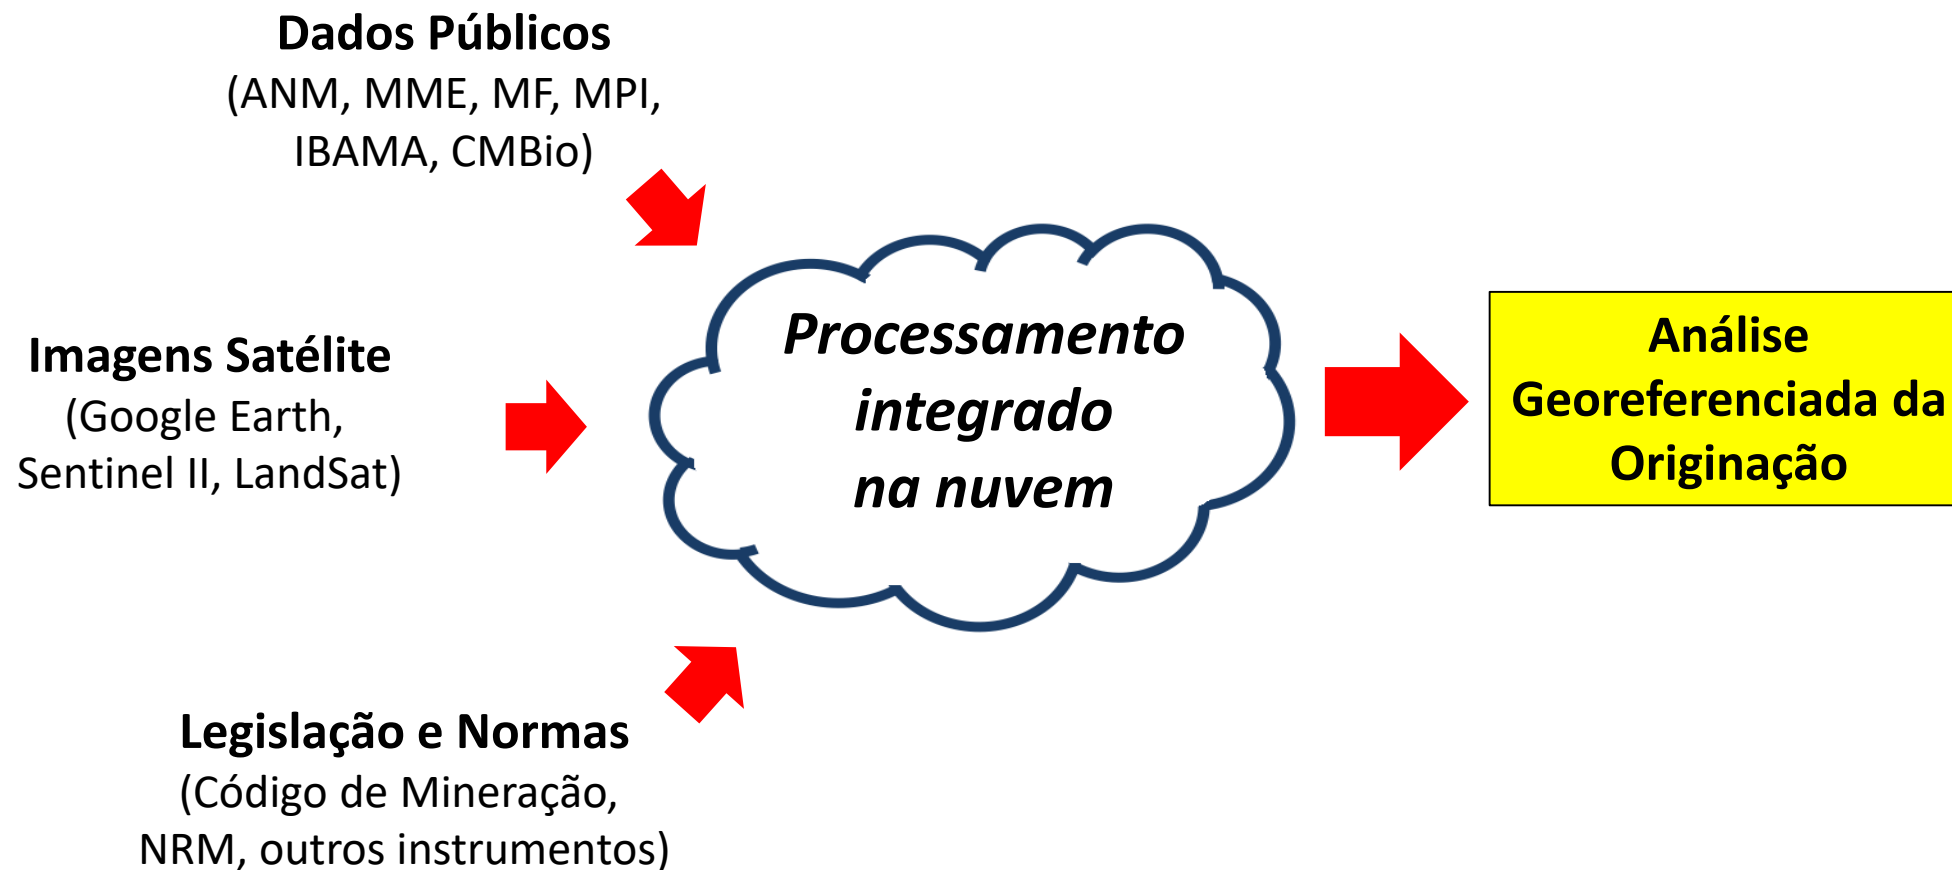 Dados Públicos
(ANM, MME, MF, MPI,
IBAMA, CMBio)
Imagens Satélite
(Google Earth,
Sentinel II, LandSat)
Legislação e Normas
(Código de Mineração,
NRM, outros instrumentos)
Processamento
integrado
na nuvem
Análise
Georeferenciada da
Originação